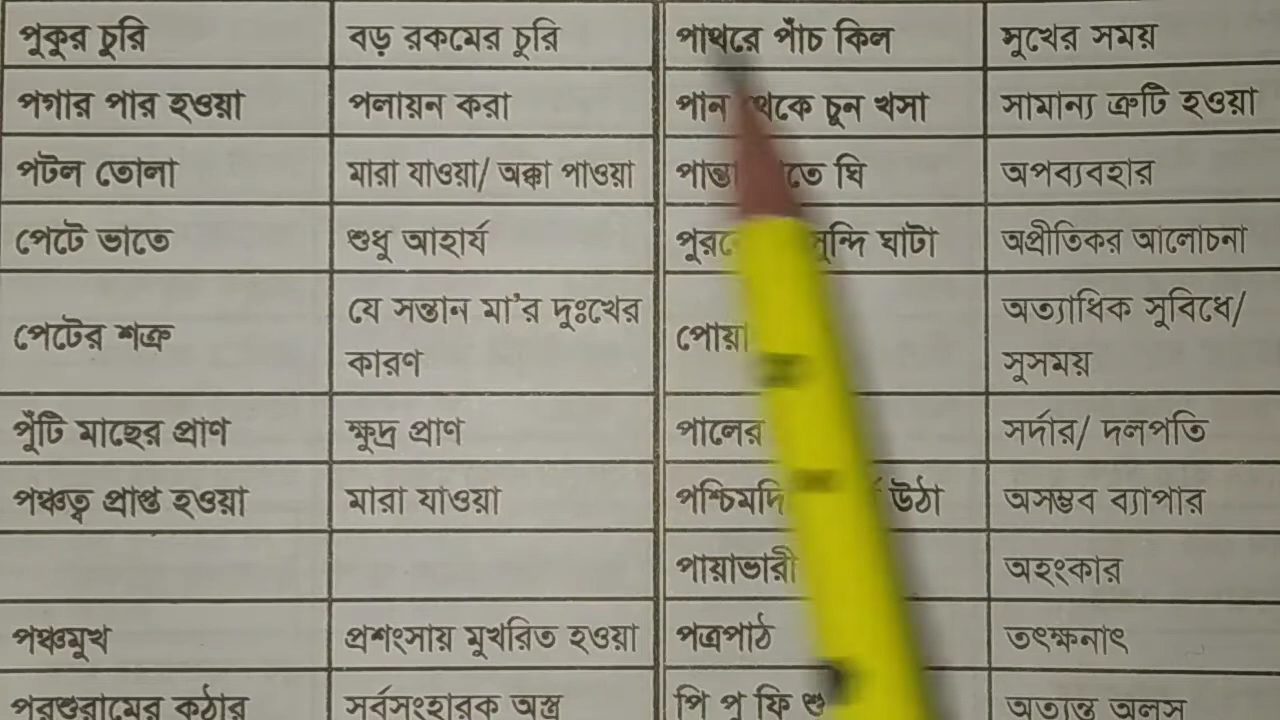 পুকুর চুরি বড় রকমের চুরি পাথরে পাঁচ কিল সুখের সময়
পগার পার হওয়া পলায়ন করা পান থেকে চুন খসা সামান্য ত্রুটি হওয়া
পটল তোলা মারা যাওয়া/ অক্কা পাওয়া ঘি অপব্যবহার
পেটে ভাতে শুধু আহার্য ঘাটা অপ্রীতিকর আলোচনা
পেটের শত্রু যে সন্তান মা'র দুঃখের কারণ পোয়া অত্যাধিক সুবিধে/ সুসময়
পুঁটি মাছের প্রাণ ক্ষুদ্র প্রাণ পালের সর্দার/ দলপতি
পঞ্চত্ব প্রাপ্ত হওয়া মারা যাওয়া উঠা অসম্ভব ব্যাপার
পায়াভারী অহংকার
পঞ্চমুখ প্রশংসায় মুখরিত হওয়া পত্রপাঠ তৎক্ষনাৎ
পরশুরামের কুঠার সর্বসংহারক অস্ত্র পি পু ফি শু অত্যন্ত অলস